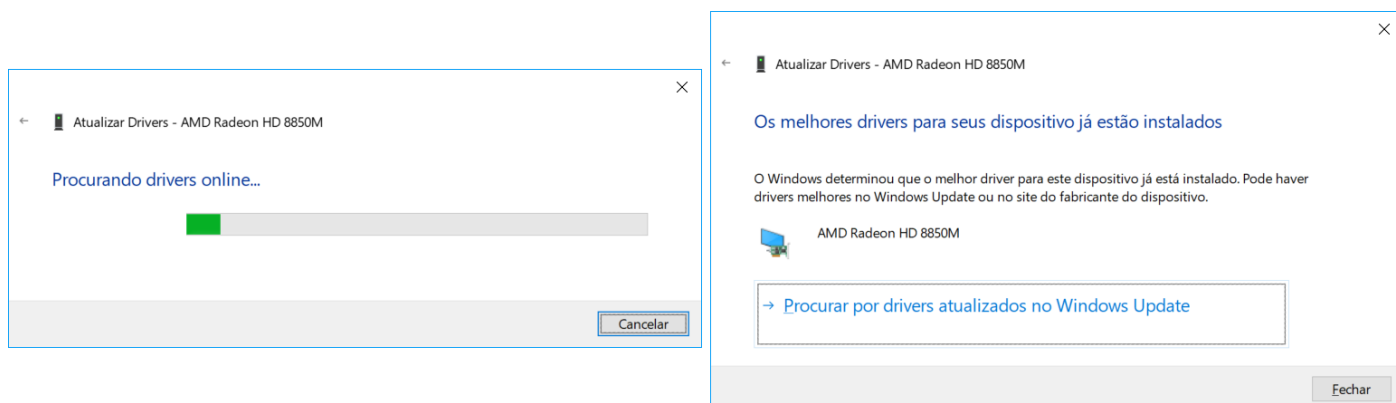 Atualizar Drivers - AMD Radeon HD 8850M
Procurando drivers online...
Cancelar
Atualizar Drivers - AMD Radeon HD 8850M
Os melhores drivers para seus dispositivo já estão instalados
O Windows determinou que o melhor driver para este dispositivo já está instalado. Pode haver
drivers melhores no Windows Update ou no site do fabricante do dispositivo.
AMD Radeon HD 8850M
Procurar por drivers atualizados no Windows Update
Fechar